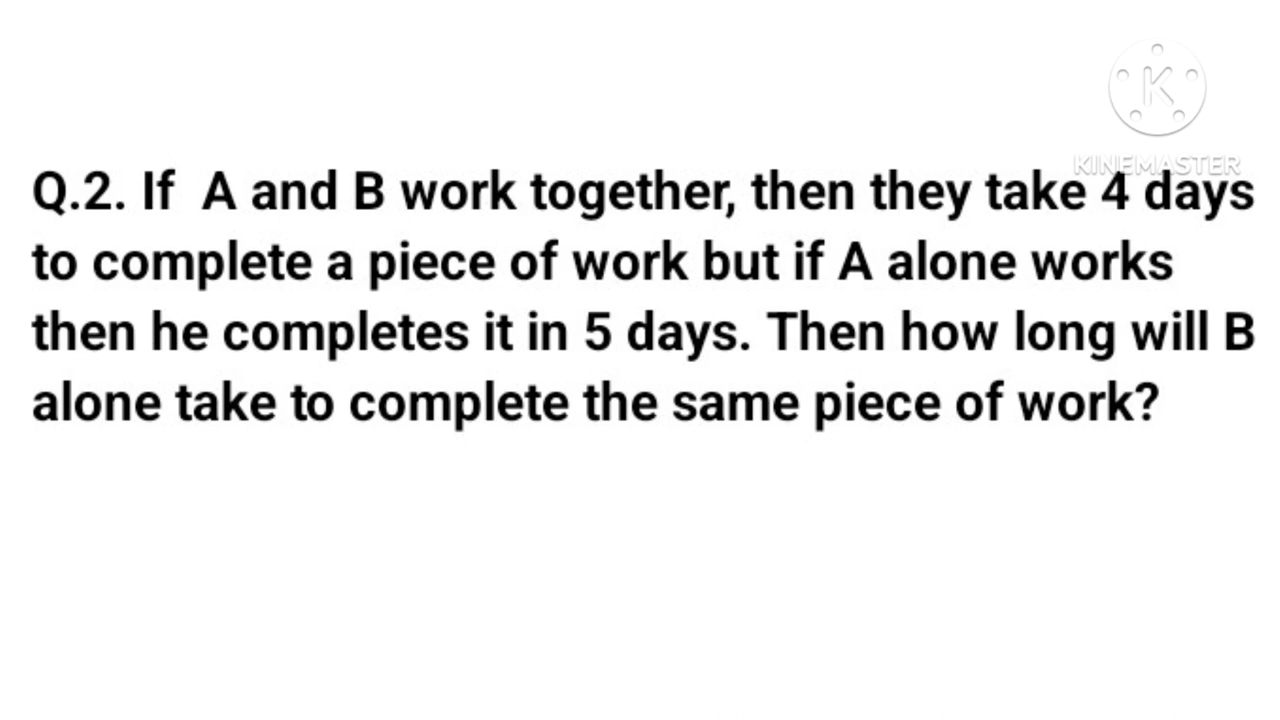 K
KINEMASTER
Q.2. If A and B work together, then they take 4 days
to complete a piece of work but if A alone works
then he completes it in 5 days. Then how long will B
alone take to complete the same piece of work?